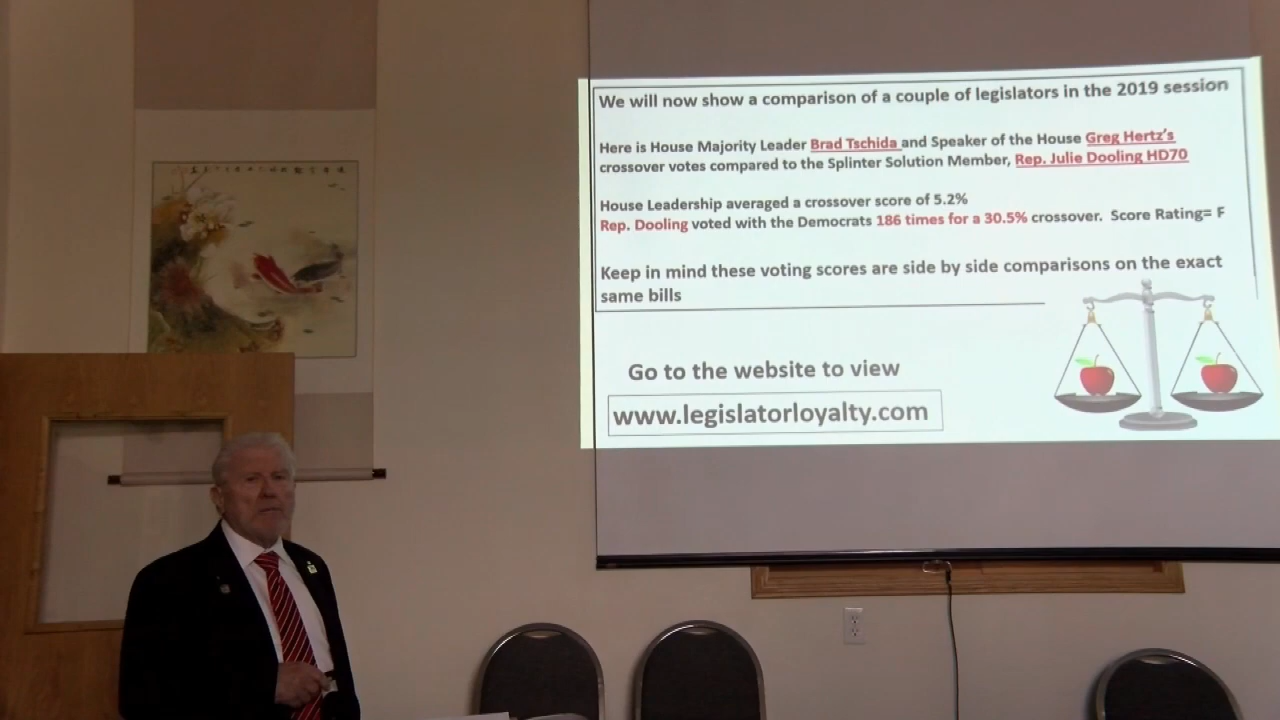 We will now show a comparison of a couple of legislators in the 2019 session
Here is House Majority Leader Brad Tschida and Speaker of the House Greg Hertz's
crossover votes compared to the Splinter Solution Member, Rep. Julie Dooling HD70
House Leadership averaged a crossover score of 5.2%
Rep. Dooling voted with the Democrats 186 times for a 30.5% crossover. Score Rating= F
Keep in mind these voting scores are side by side comparisons on the exact
same bills
Go to the website to view
www.legislatorloyalty.com